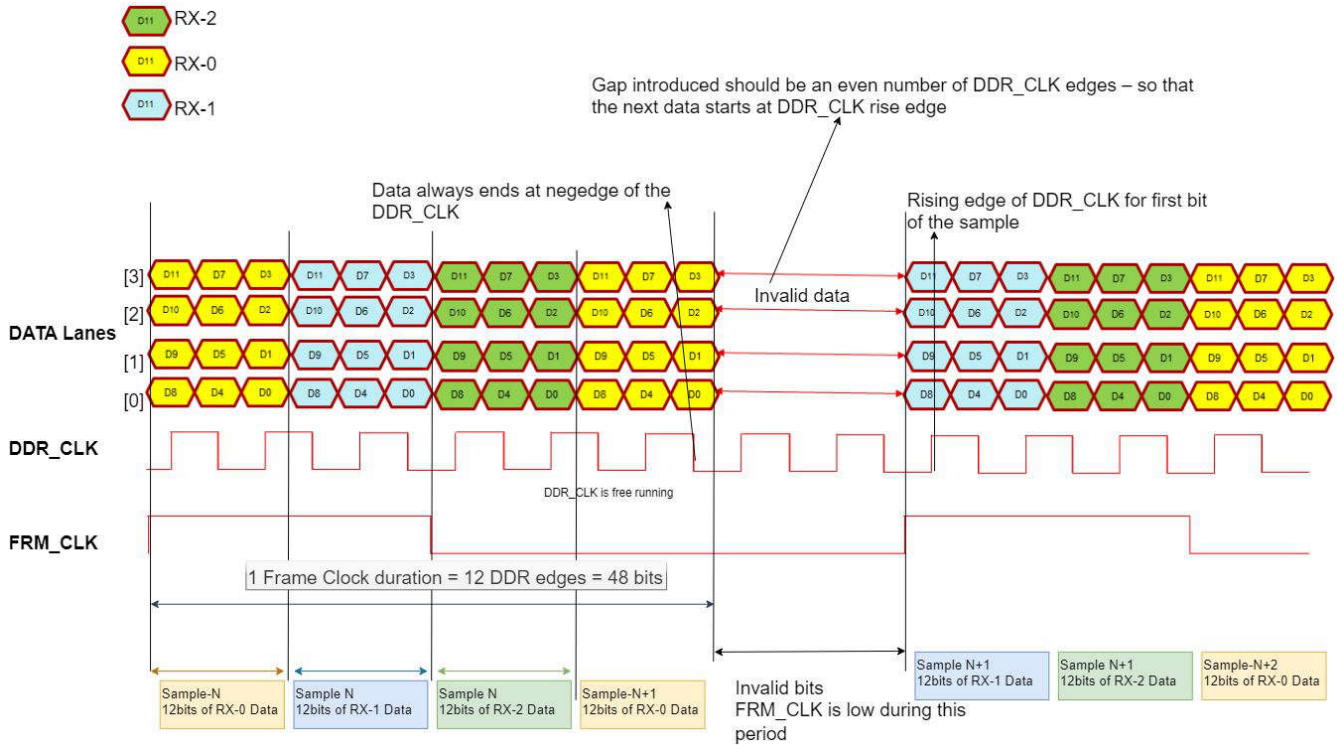 D11 RX-2
D11 RX-0
D11 RX-1
Gap introduced should be an even number of DDR_CLK edges – so that
the next data starts at DDR_CLK rise edge
Data always ends at negedge of the
DDR_CLK
Rising edge of DDR_CLK for first bit
of the sample
DATA Lanes
[3] D11 D7 D3 D11 D7 D3 D11 D7 D3 D11 D7 D3 D11 D7 D3 D11 D7 D3 D11 D7 D3
Invalid data
[2] D10 D6 D2 D10 D6 D2 D10 D6 D2 D10 D6 D2 D10 D6 D2 D10 D6 D2 D10 D6 D2
[1] D9 D5 D1 D9 D5 D1 D9 D5 D1 D9 D5 D1 D9 D5 D1 D9 D5 D1 D9 D5 D1
[0] D8 D4 D0 D8 D4 D0 D8 D4 D0 D8 D4 D0 D8 D4 D0 D8 D4 D0 D8 D4 D0
DDR_CLK
DDR_CLK is free running
FRM_CLK
1 Frame Clock duration = 12 DDR edges = 48 bits
Sample-N
12bits of RX-0 Data
Sample N
12bits of RX-1 Data
Sample N
12bits of RX-2 Data
Sample-N+1
12bits of RX-0 Data
Invalid bits
FRM_CLK is low during this
period
Sample N+1
12bits of RX-1 Data
Sample N+1
12bits of RX-2 Data
Sample-N+2
12bits of RX-0 Data